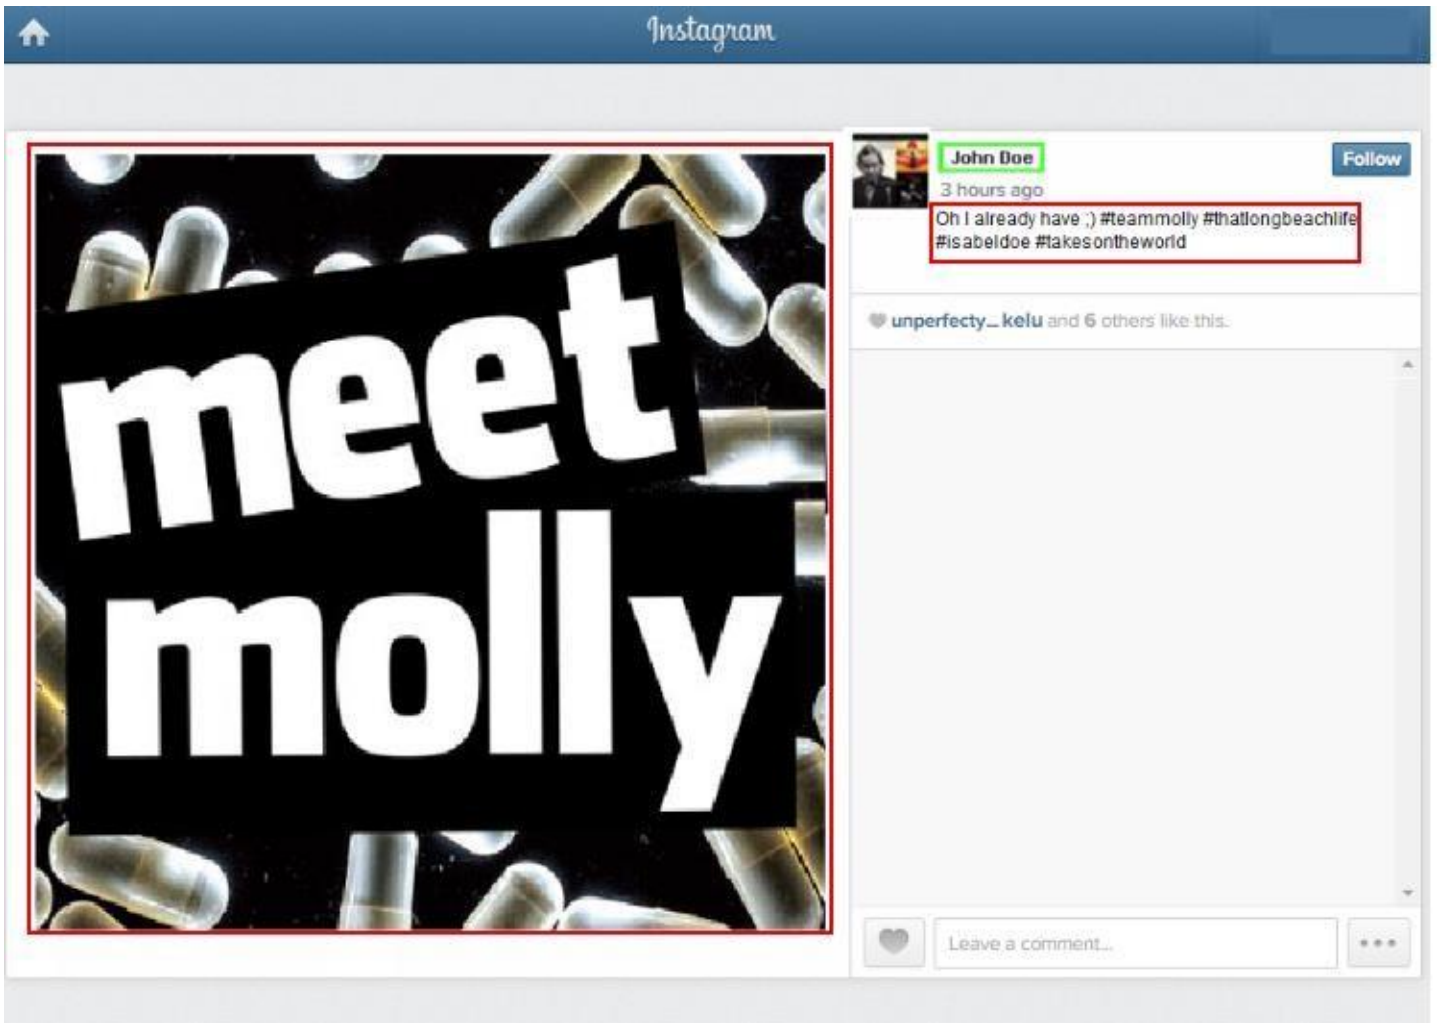 Instagram
meet
molly
John Doe
Follow
3 hours ago
Oh I already have ;) #teammolly #thatlongbeachlife
#isabeldoe #takesontheworld
unperfecty_kelu and 6 others like this.
Leave a comment...